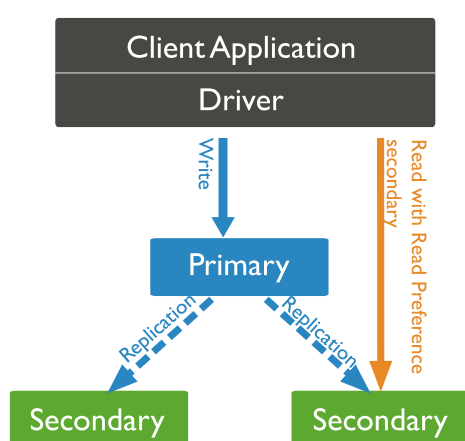 Client Application
Driver
Write
Read with Read Preference
secondary
Primary
Replication
Replication
Secondary
Secondary